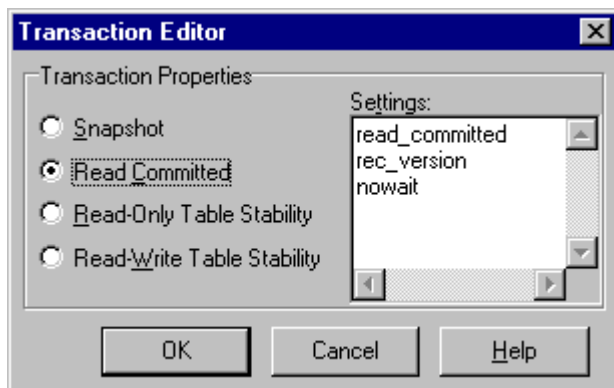 Transaction Editor
Transaction Properties
Snapshot
Read Committed
Read-Only Table Stability
Read-Write Table Stability
Settings:
read_committed
rec_version
nowait
OK
Cancel
Help